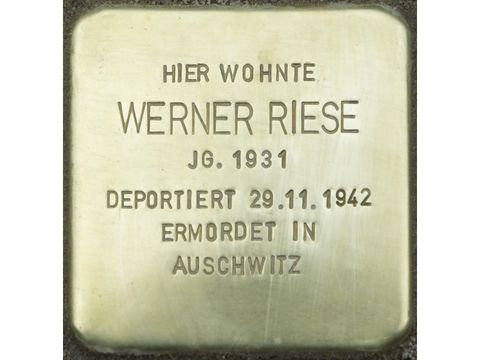 HIER WOHNTE
WERNER RIESE
JG. 1931
DEPORTIERT 29.11.1942
ERMORDET IN
AUSCHWITZ